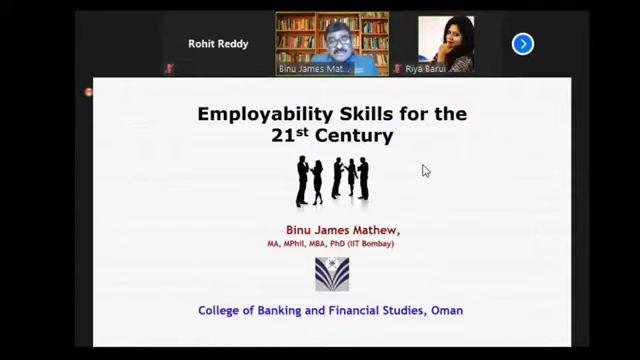 Rohit Reddy
Binu James Mat...
Riya Barui
Employability Skills for the
21st Century
Binu James Mathew,
MA, MPhil, MBA, PhD (IIT Bombay)
College of Banking and Financial Studies, Oman